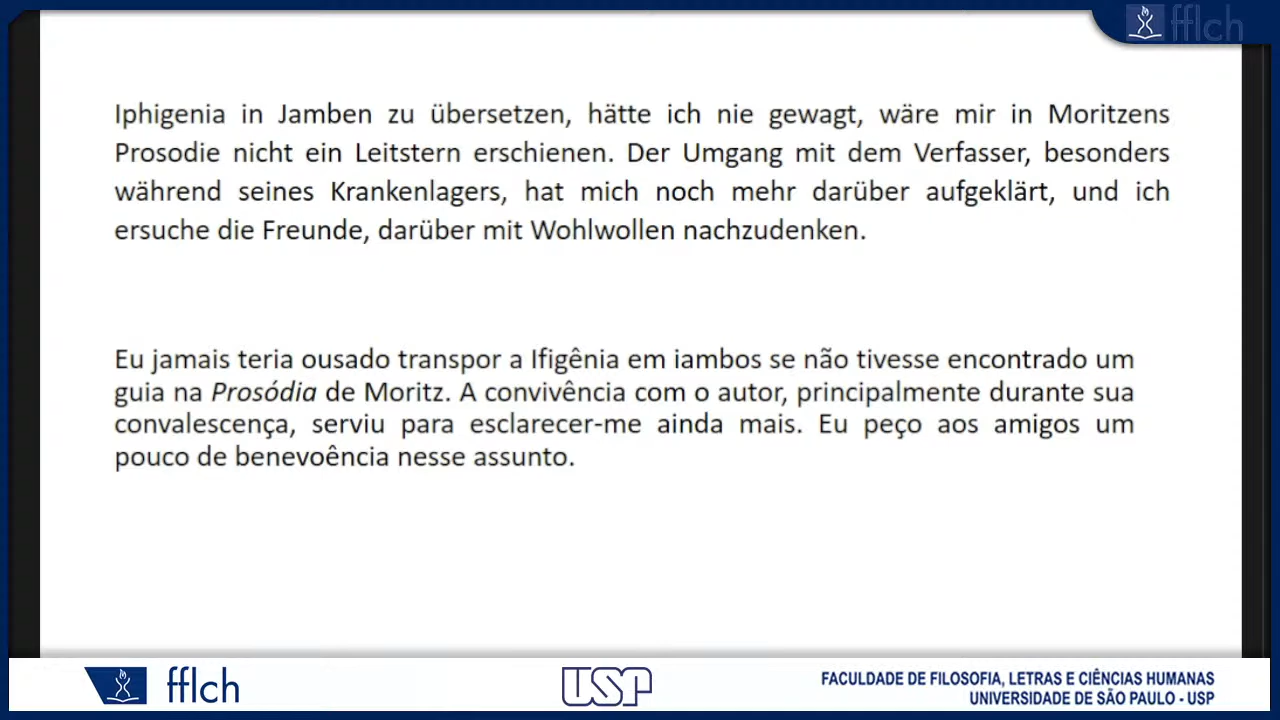 fflch
Iphigenia in Jamben zu übersetzen, hätte ich nie gewagt, wäre mir in Moritzens
Prosodie nicht ein Leitstern erschienen. Der Umgang mit dem Verfasser, besonders
während seines Krankenlagers, hat mich noch mehr darüber aufgeklärt, und ich
ersuche die Freunde, darüber mit Wohlwollen nachzudenken.
Eu jamais teria ousado transpor a Ifigênia em iambos se não tivesse encontrado um
guia na Prosódia de Moritz. A convivência com o autor, principalmente durante sua
convalescença, serviu para esclarecer-me ainda mais. Eu peço aos amigos um
pouco de benevoência nesse assunto.
fflch
USP
FACULDADE DE FILOSOFIA, LETRAS E CIÊNCIAS HUMANAS
UNIVERSIDADE DE SÃO PAULO - USP